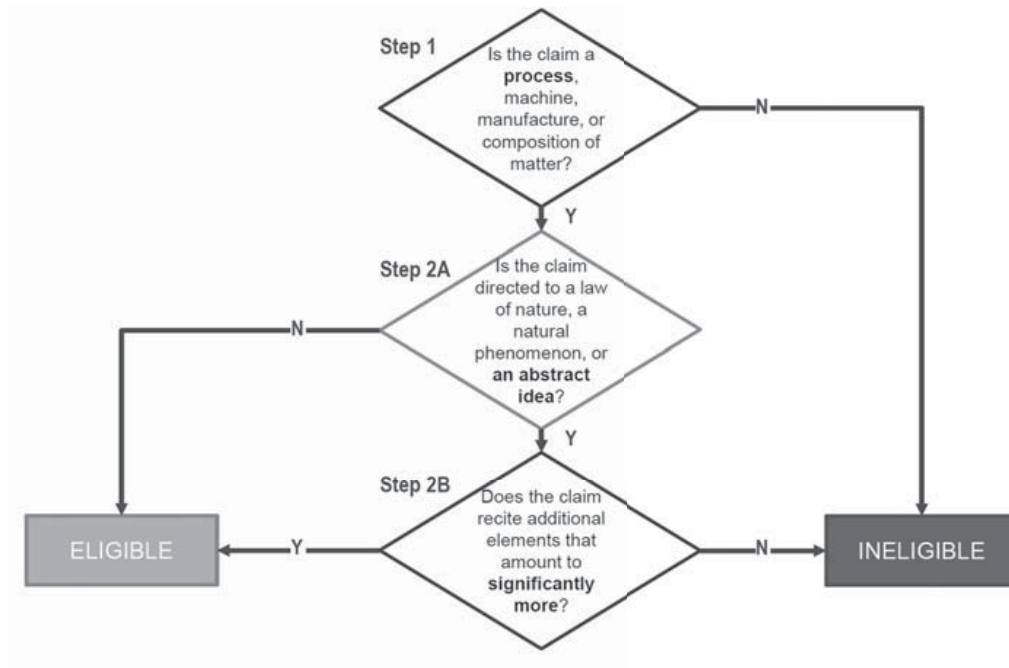 Step 1
Is the claim a
process,
machine,
manufacture, or
composition of
matter?
N
Y
Step 2A
Is the claim
directed to a law
of nature, a
natural
phenomenon, or
an abstract
idea?
N
Y
Step 2B
Does the claim
recite additional
elements that
amount to
significantly
more?
ELIGIBLE
Y
N
INELIGIBLE